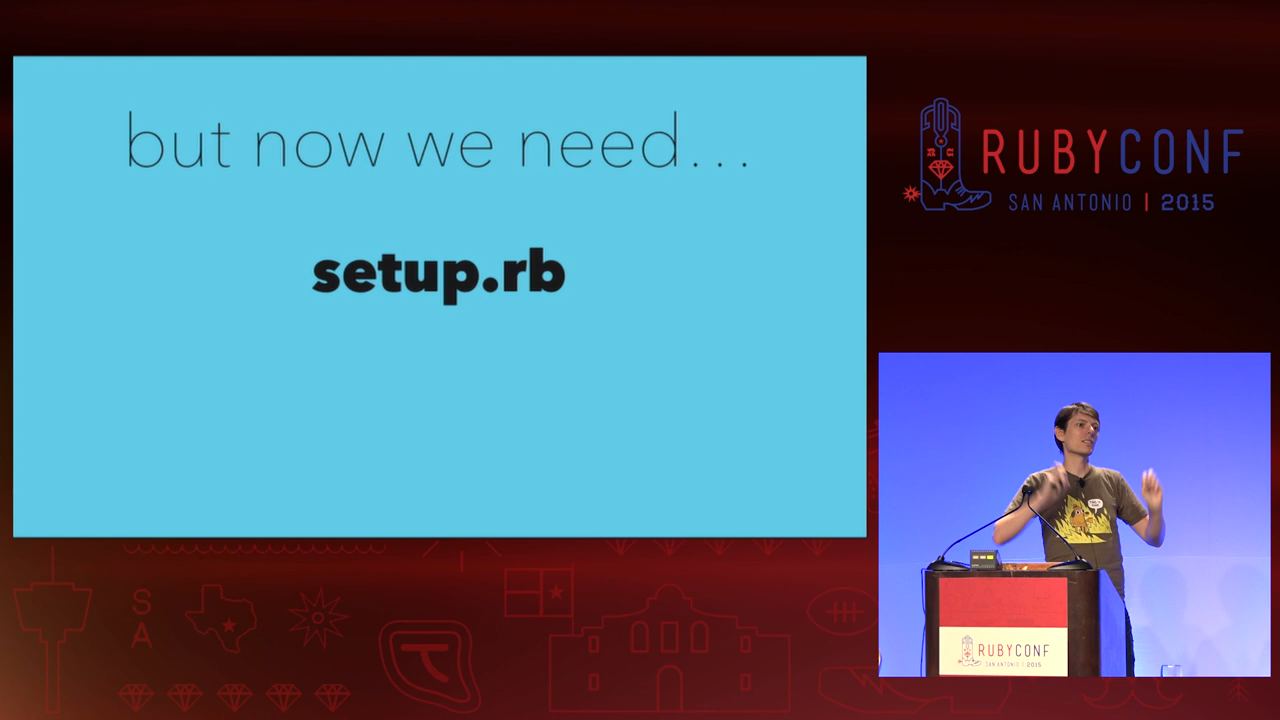 but now we need...
setup.rb
RUBYCONF
SAN ANTONIO | 2015
S
A
RUBYCONF
SAN ANTONIO | 2015